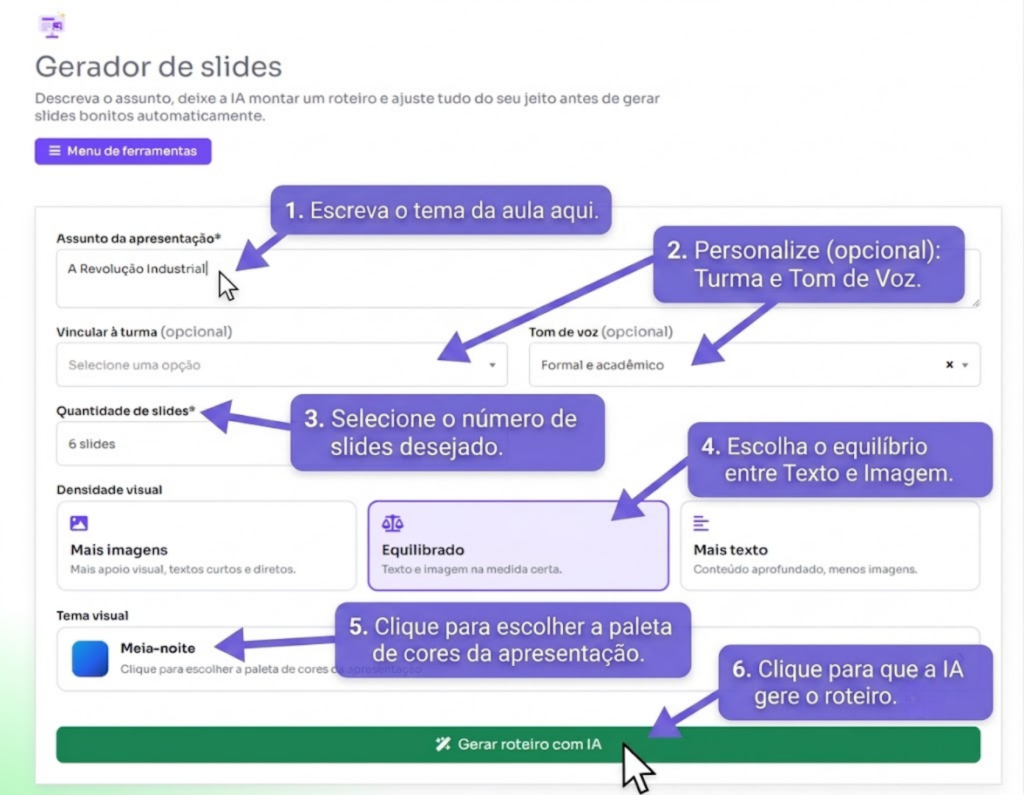 Gerador de slides
Descreva o assunto, deixe a IA montar um roteiro e ajuste tudo do seu jeito antes de gerar
slides bonitos automaticamente.
Menu de ferramentas
1. Escreva o tema da aula aqui.
Assunto da apresentação*
A Revolução Industrial
2. Personalize (opcional):
Turma e Tom de Voz.
Vincular à turma (opcional)
Tom de voz (opcional)
Selecione uma opção
Formal e acadêmico
Quantidade de slides*
6 slides
3. Selecione o número de
slides desejado.
4. Escolha o equilíbrio
entre Texto e Imagem.
Densidade visual
Mais imagens
Mais apoio visual, textos curtos e diretos.
Equilibrado
Texto e imagem na medida certa.
Mais texto
Conteúdo aprofundado, menos imagens.
Tema visual
Meia-noite
Clique para escolher a paleta de cores da apresentação
5. Clique para escolher a paleta
de cores da apresentação.
6. Clique para que a IA
gere o roteiro.
Gerar roteiro com IA